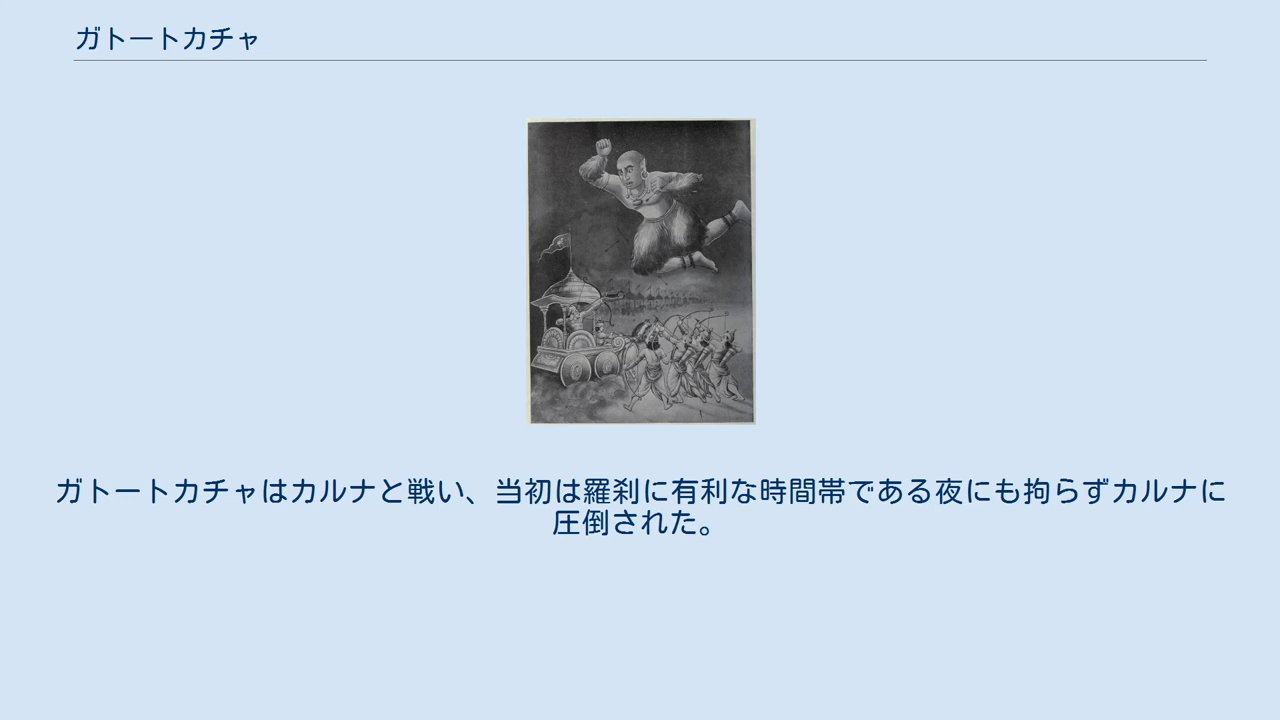 ガトートカチャ
ガトートカチャはカルナと戦い、当初は羅刹に有利な時間帯である夜にも拘らずカルナに
圧倒された。